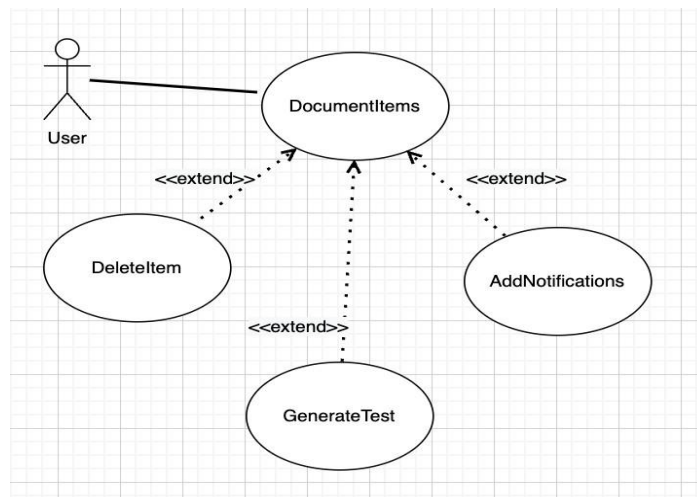 DocumentItems
User
<<extend>>
<<extend>>
DeleteItem
AddNotifications
<<extend>>
GenerateTest